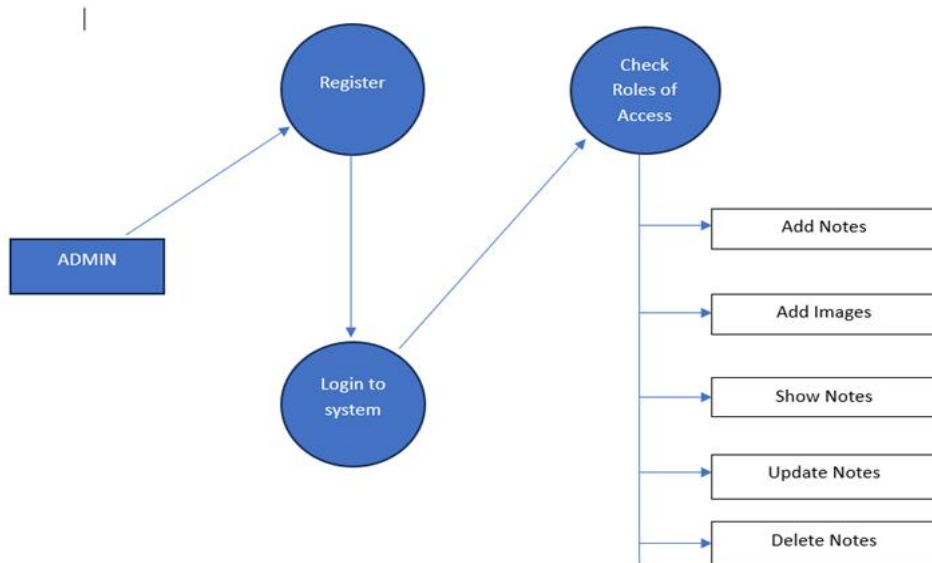 Register
Check
Roles of
Access
Add Notes
ADMIN
Add Images
Login to
system
Show Notes
Update Notes
Delete Notes